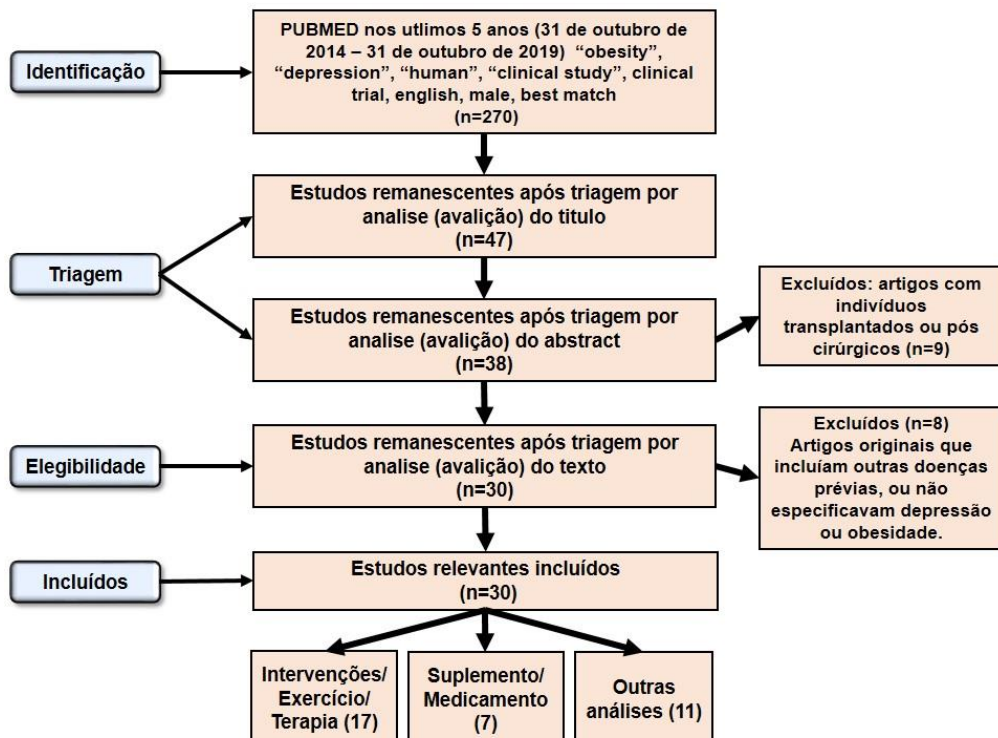 Identificação
PUBMED nos utlimos 5 anos (31 de outubro de
2014 – 31 de outubro de 2019) “obesity”,
“depression”, “human”, “clinical study”, clinical
trial, english, male, best match
(n=270)
Triagem
Estudos remanescentes após triagem por
analise (avalição) do titulo
(n=47)
Estudos remanescentes após triagem por
analise (avalição) do abstract
(n=38)
Excluídos: artigos com
indivíduos
transplantados ou pós
cirúrgicos (n=9)
Elegibilidade
Estudos remanescentes após triagem por
analise (avalição) do texto
(n=30)
Excluídos (n=8)
Artigos originais que
incluíam outras doenças
prévias, ou não
especificavam depressão
ou obesidade.
Incluídos
Estudos relevantes incluídos
(n=30)
Intervenções/
Exercício/
Terapia (17)
Suplemento/
Medicamento
(7)
Outras
análises (11)